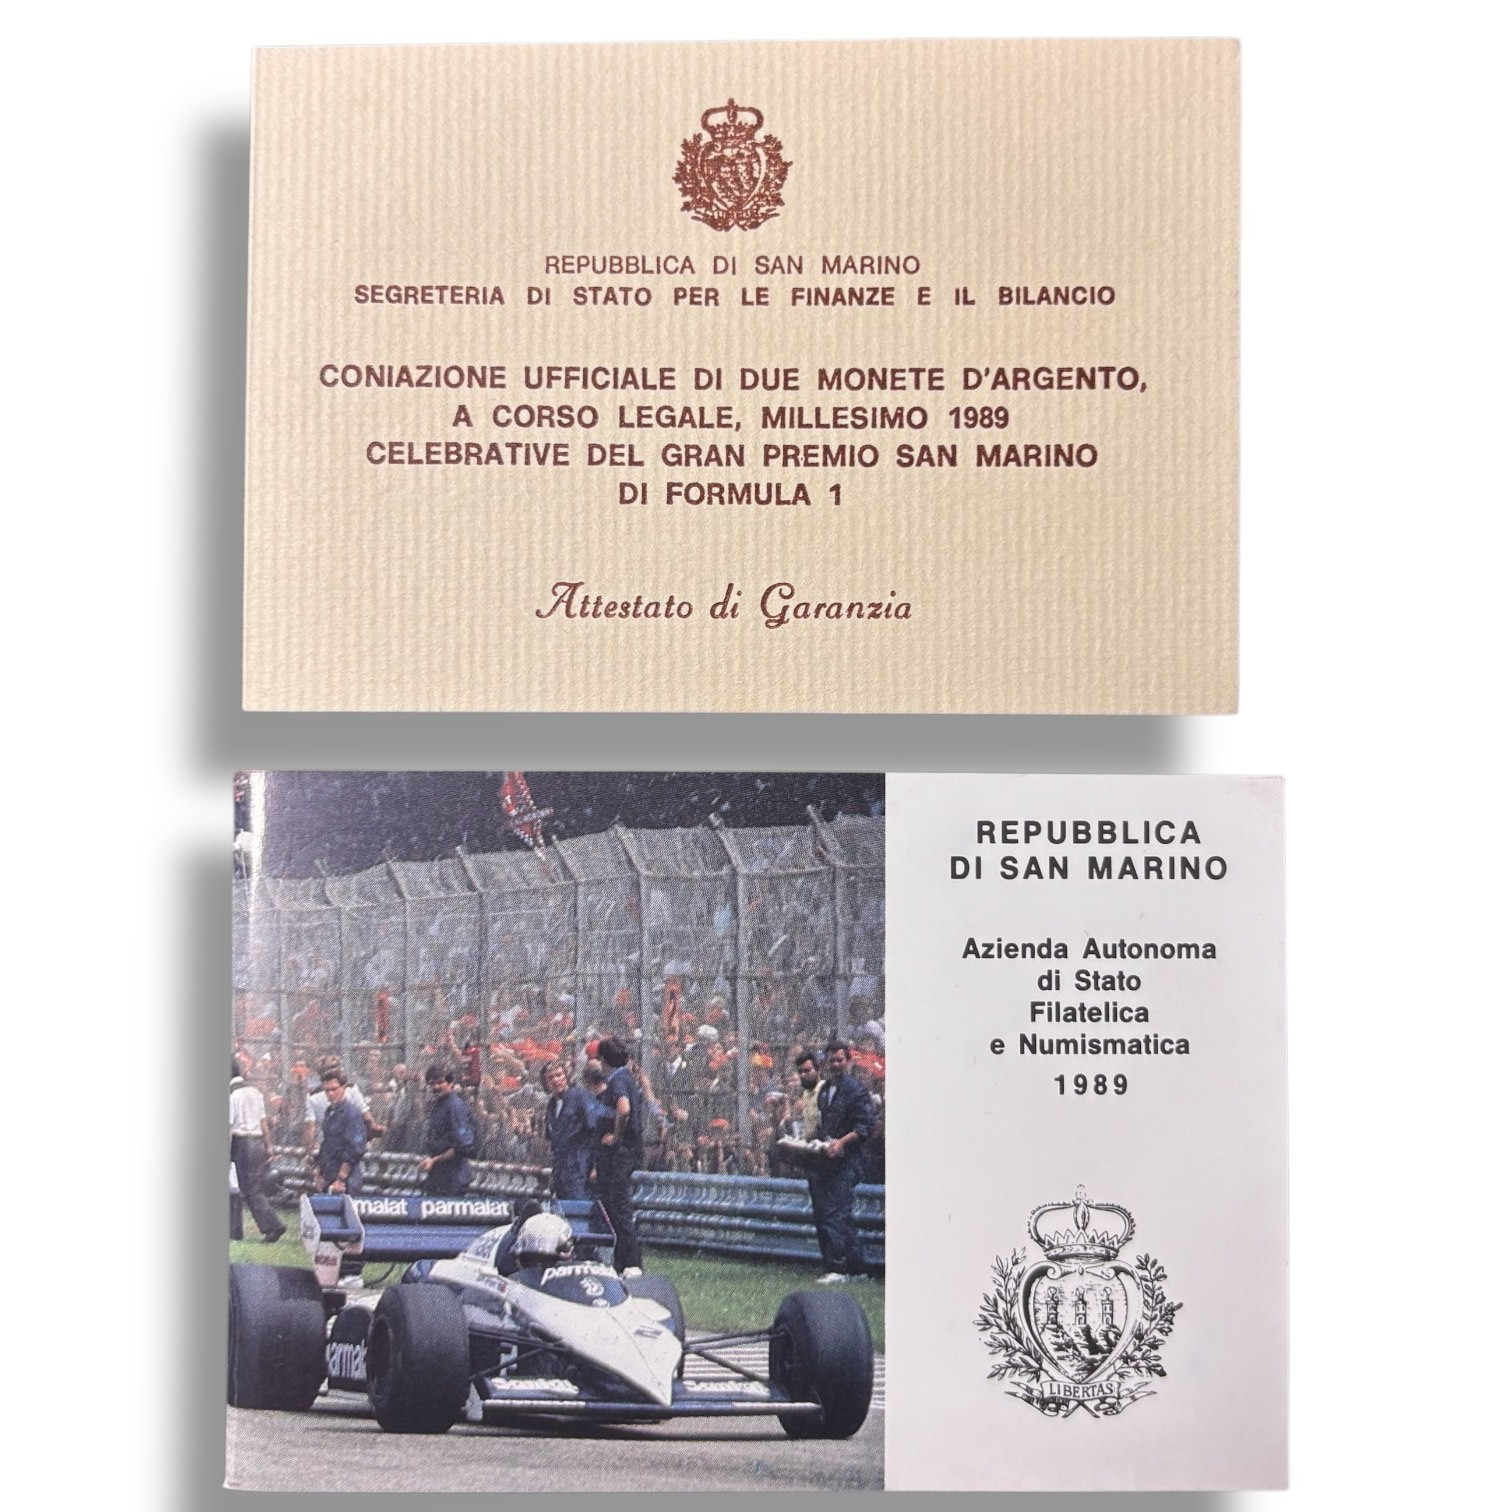 REPUBBLICA DI SAN MARINO
SEGRETERIA DI STATO PER LE FINANZE E IL BILANCIO
CONIAZIONE UFFICIALE DI DUE MONETE D'ARGENTO,
A CORSO LEGALE, MILLESIMO 1989
CELEBRATIVE DEL GRAN PREMIO SAN MARINO
DI FORMULA 1
Attestato di Garanzia
REPUBBLICA
DI SAN MARINO
Azienda Autonoma
di Stato
Filatelica
e Numismatica
1989
LIBERTAS
malat parmalat
parmalat
parmal